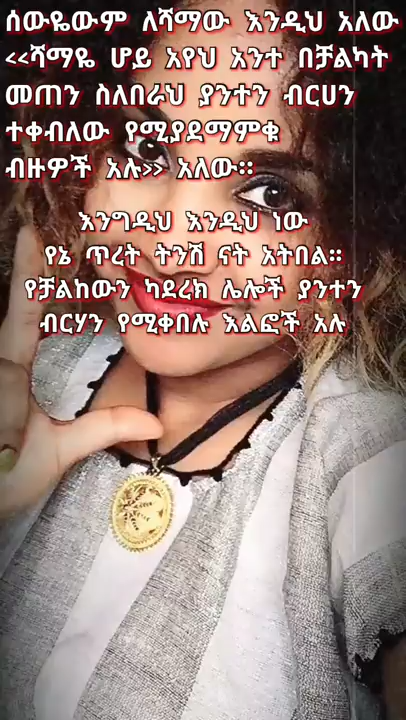 ሰውዬውም ለሻማው እንዲህ አለው
<<ሻማዬ ሆይ አየህ አንተ በቻልካት
መጠን ስለበራህ ያንተን ብርሀን
ተቀብለው የሚያደማምቁ
ብዙዎች አሉ>> አለው።
እንግዲህ እንዲህ ነው
የኔ ጥረት ትንሽ ናት አትበል።
የቻልከውን ካደረክ ሌሎች ያንተን
ብርሃን የሚቀበሉ እልፎች አሉ